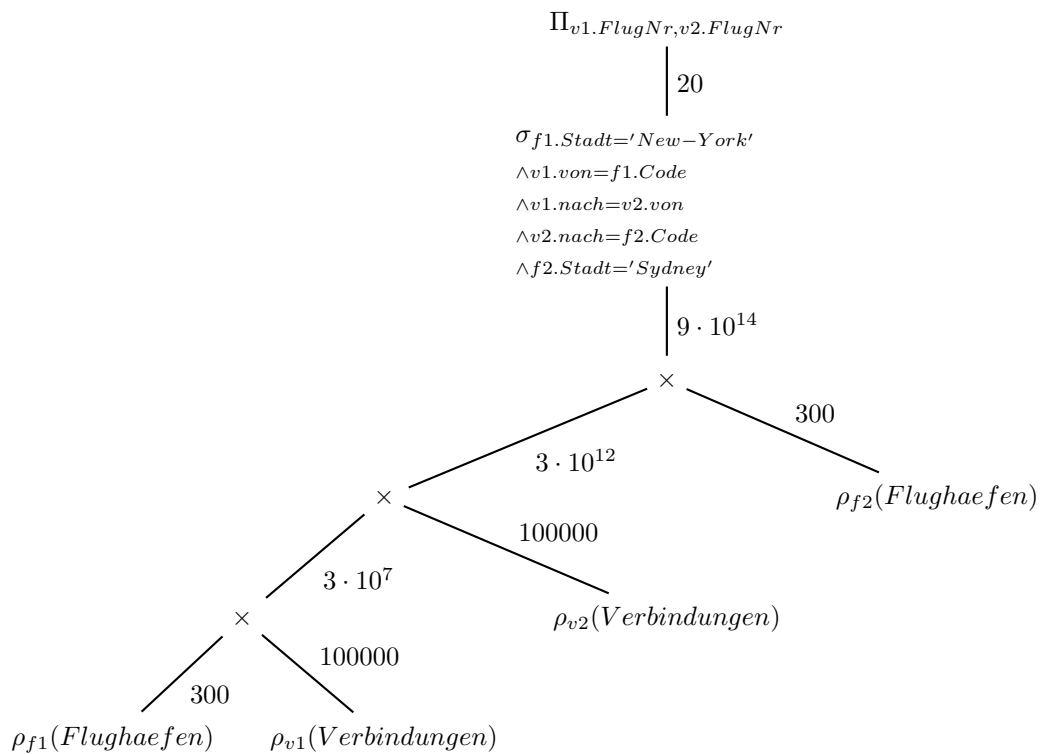 Π_{v1.FlugNr,v2.FlugNr}
20
σ_{f1.Stadt='New−York'}
∧v1.von=f1.Code
∧v1.nach=v2.von
∧v2.nach=f2.Code
∧f2.Stadt='Sydney'
9 · 10^{14}
×
300
3 · 10^{12}
ρ_{f2}(Flughaefen)
×
100000
3 · 10^{7}
ρ_{v2}(Verbindungen)
×
100000
300
ρ_{f1}(Flughaefen) ρ_{v1}(Verbindungen)